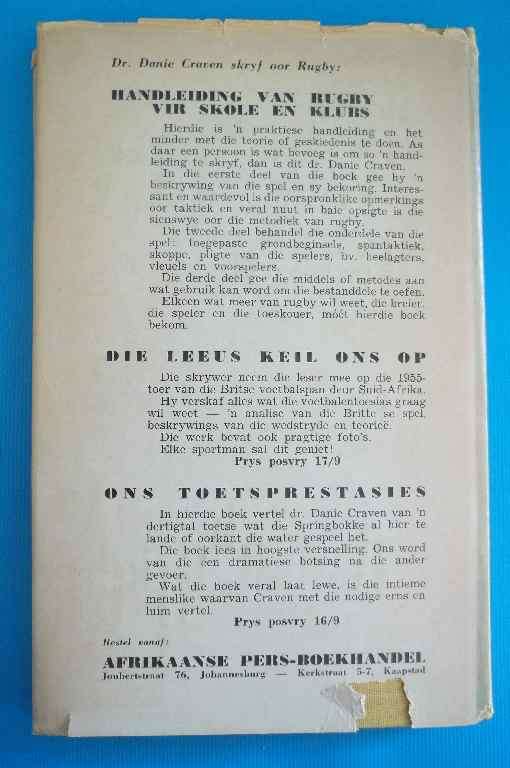 Dr. Danie Craven skryf oor Rugby:
HANDLEIDING VAN RUGBY
VIR SKOLE EN KLUBS
Hierdie is 'n praktiese handleiding en het
minder met die teorie of geskiedenis te doen. As
daar een persoon is wat bevoeg is om so 'n hand-
leiding te skryf, dan is dit dr. Danie Craven.
In die eerste deel van die boek gee hy 'n
beskrywing van die spel en sy bekoring. Interes-
sant en waardevol is die oorspronklike opmerkings
oor taktiek en veral nuut in baie opsigte is die
sienswyse oor die metodiek van rugby.
Die tweede deel behandel die onderdele van die
spel: toegepaste grondbeginsels, spantaktiek,
skoppe, pligte van die spelers, bv. heelagters,
vleuels en voorspelers.
Die derde deel gee die middels of metodes aan
wat gebruik kan word om die bestanddele te oefen.
Elkeen wat meer van rugby wil weet, die breier,
die speler en die toeskouer, móét hierdie boek
bekom.
DIE LEEUS KEIL ONS OP
Die skrywer neem die leser mee op die 1955-
toer van die Britse voetbalspan deur Suid-Afrika.
Hy verskaf alles wat die voetbalentoesias graag
wil weet — 'n analise van die Britte se spel,
beskrywings van die wedstryde en teorieë.
Die werk bevat ook pragtige foto's.
Elke sportman sal dit geniet!
Prys posvry 17/9
ONS TOETSPRESTASIES
In hierdie boek vertel dr. Danie Craven van 'n
dertigtal toetse wat die Springbokke al hier te
lande of oorkant die water gespeel het.
Die boek lees in hoogste versnelling. Ons word
van die een dramatiese botsing na die ander
gevoer.
Wat die boek veral laat lewe, is die intieme
menslike waarvan Craven met die nodige erns en
luim vertel.
Prys posvry 16/9
Bestel vanaf:
AFRIKAANSE PERS-BOEKHANDEL
Joubertstraat 76, Johannesburg — Kerkstraat 5-7, Kaapstad